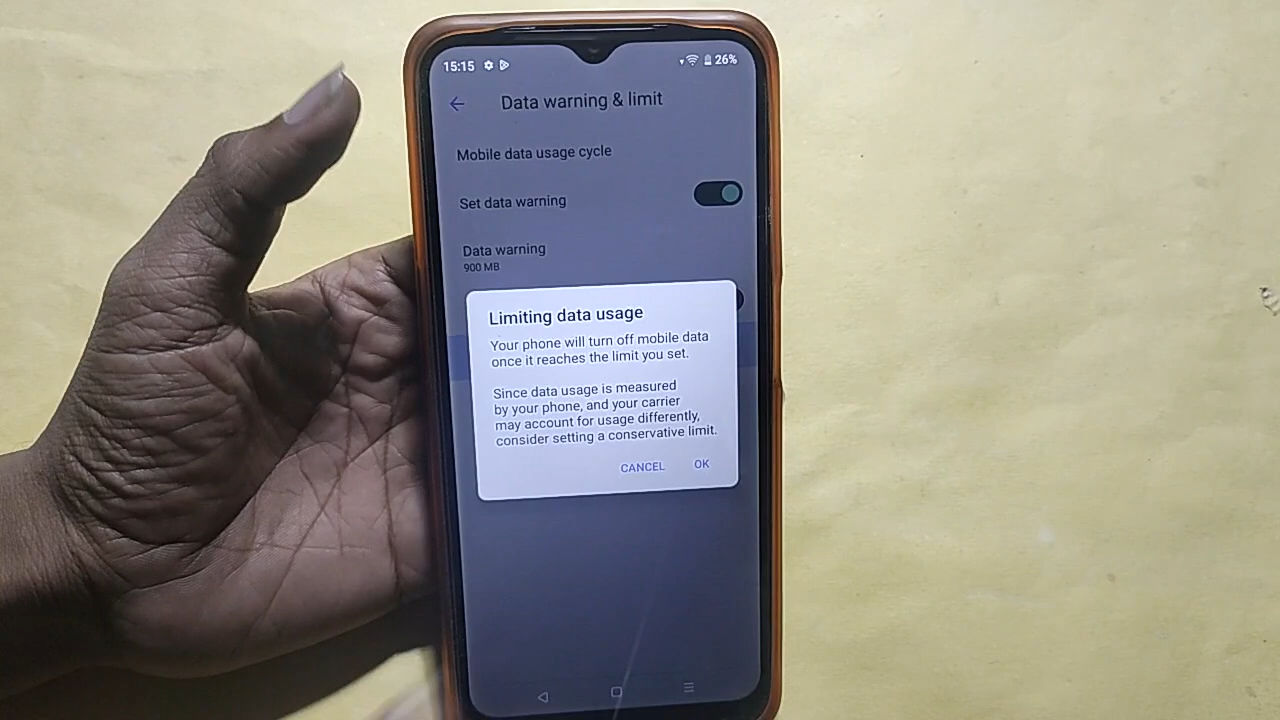 15:15 26%
Data warning & limit
Mobile data usage cycle
Set data warning
Data warning
900 MB
Limiting data usage
Your phone will turn off mobile data
once it reaches the limit you set.
Since data usage is measured
by your phone, and your carrier
may account for usage differently,
consider setting a conservative limit.
CANCEL OK